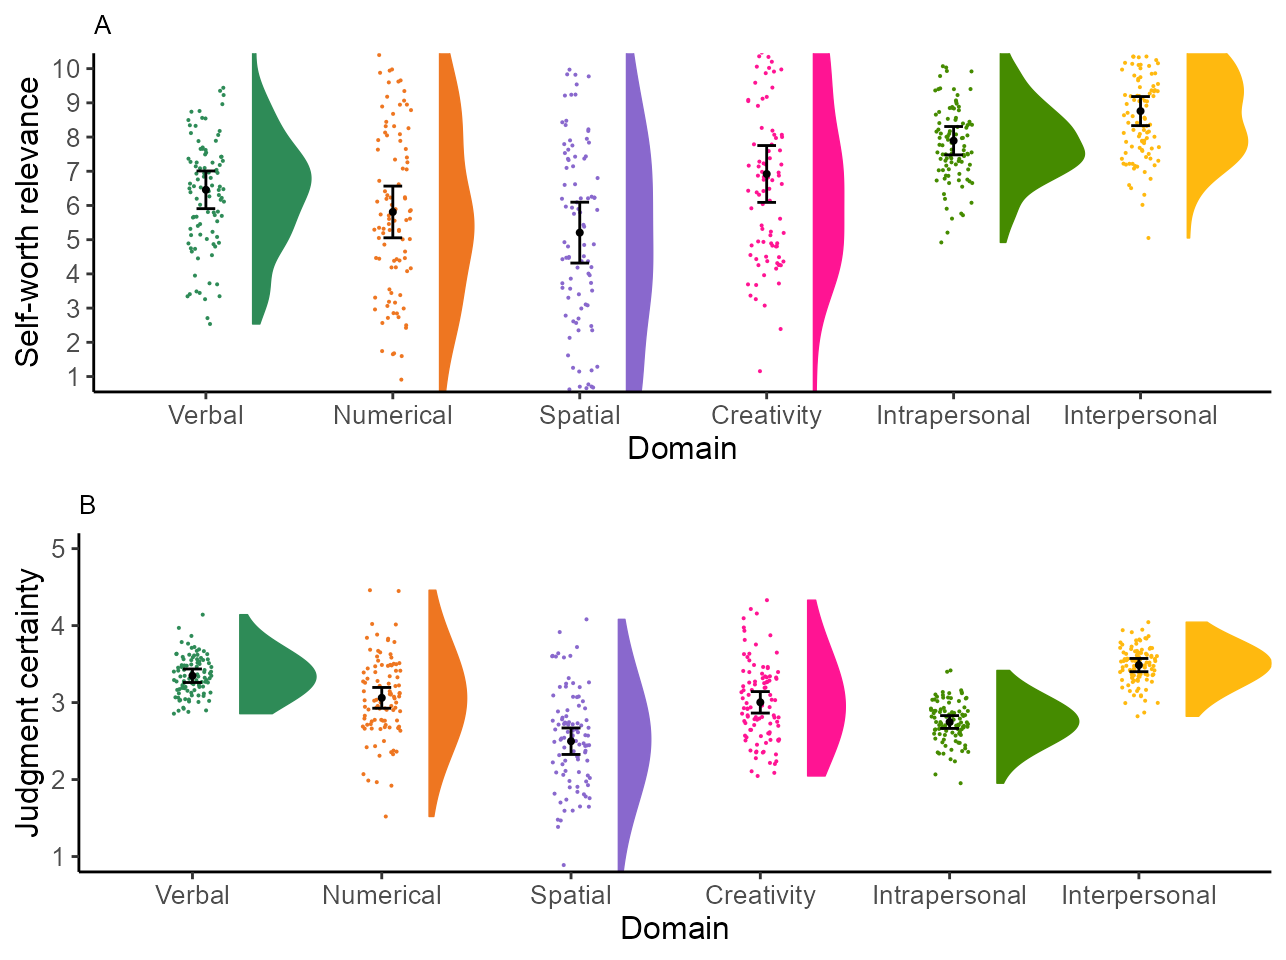 A
Self-worth relevance
10
9
8
7
6
5
4
3
2
1
Verbal Numerical Spatial Creativity Intrapersonal Interpersonal
Domain
B
Judgment certainty
5
4
3
2
1
Verbal Numerical Spatial Creativity Intrapersonal Interpersonal
Domain